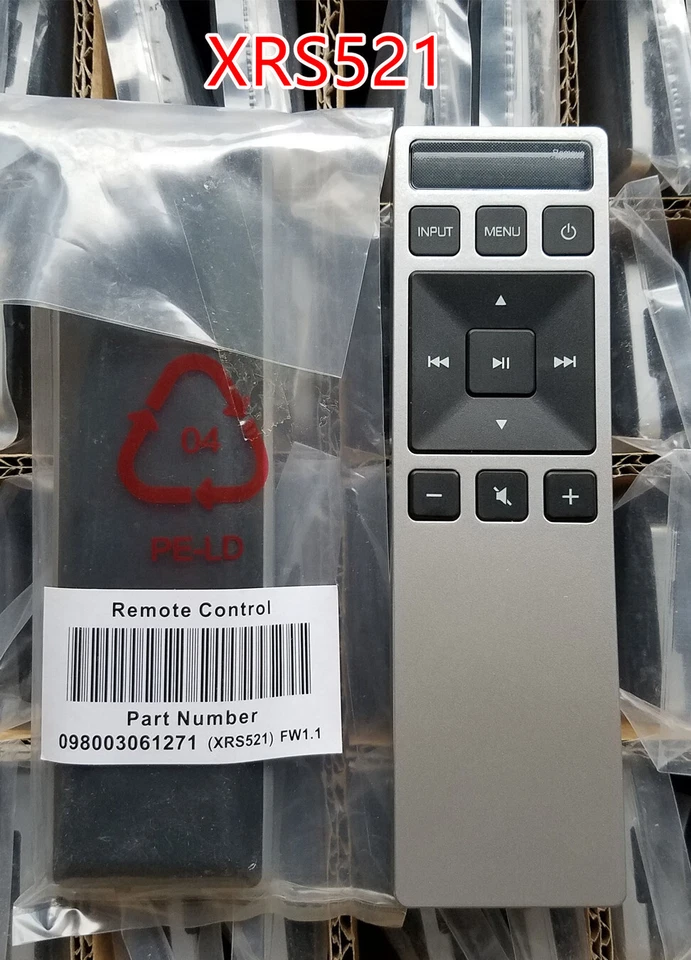 XRS521
INPUT
MENU
04
PE-LD
Remote Control
Part Number
098003061271 (XRS521) FW1.1